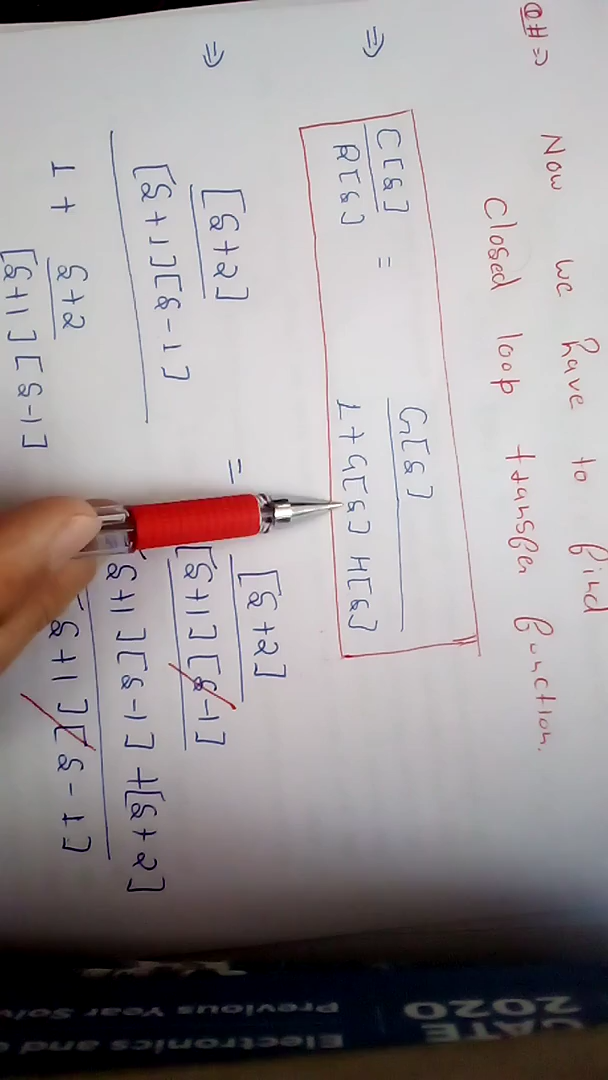 Q# ⇒ Now we have to find
closed loop transfer function.
⇒ C[s] / R[s] = G[s] / 1+G[s] H[s]
⇒ [s+2] / [s+1][s-1] = [s+2] / [s+1][s-1]
1 + s+2 / [s+1][s-1]
[s+1][s-1] + [s+2] / [s+1][s-1]
GATE
2020
Previous Year Solv
Electronics and